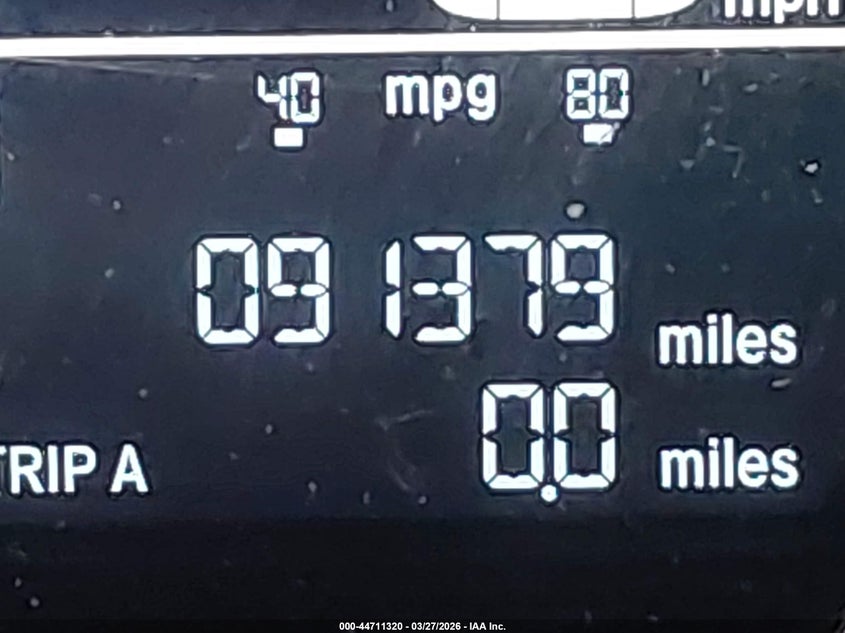 mph
40 mpg 80
091379 miles
0.0 miles
TRIP A
000-44711320 - 03/27/2026 - IAA Inc.